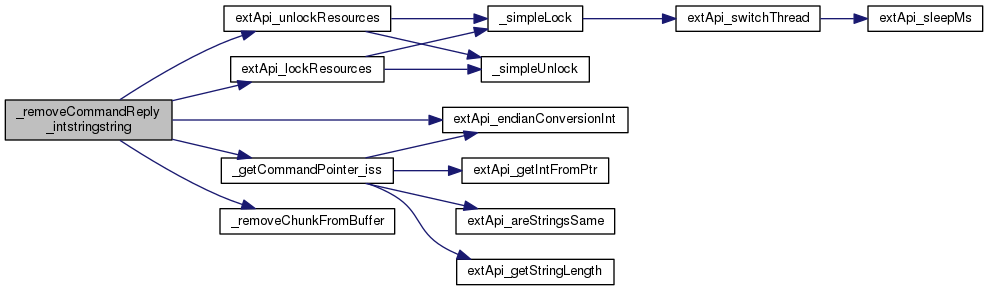 extApi_unlockResources
_simpleLock
extApi_switchThread
extApi_sleepMs
extApi_lockResources
_simpleUnlock
_removeCommandReply
_intstringstring
extApi_endianConversionInt
_getCommandPointer_iss
extApi_getIntFromPtr
_removeChunkFromBuffer
extApi_areStringsSame
extApi_getStringLength